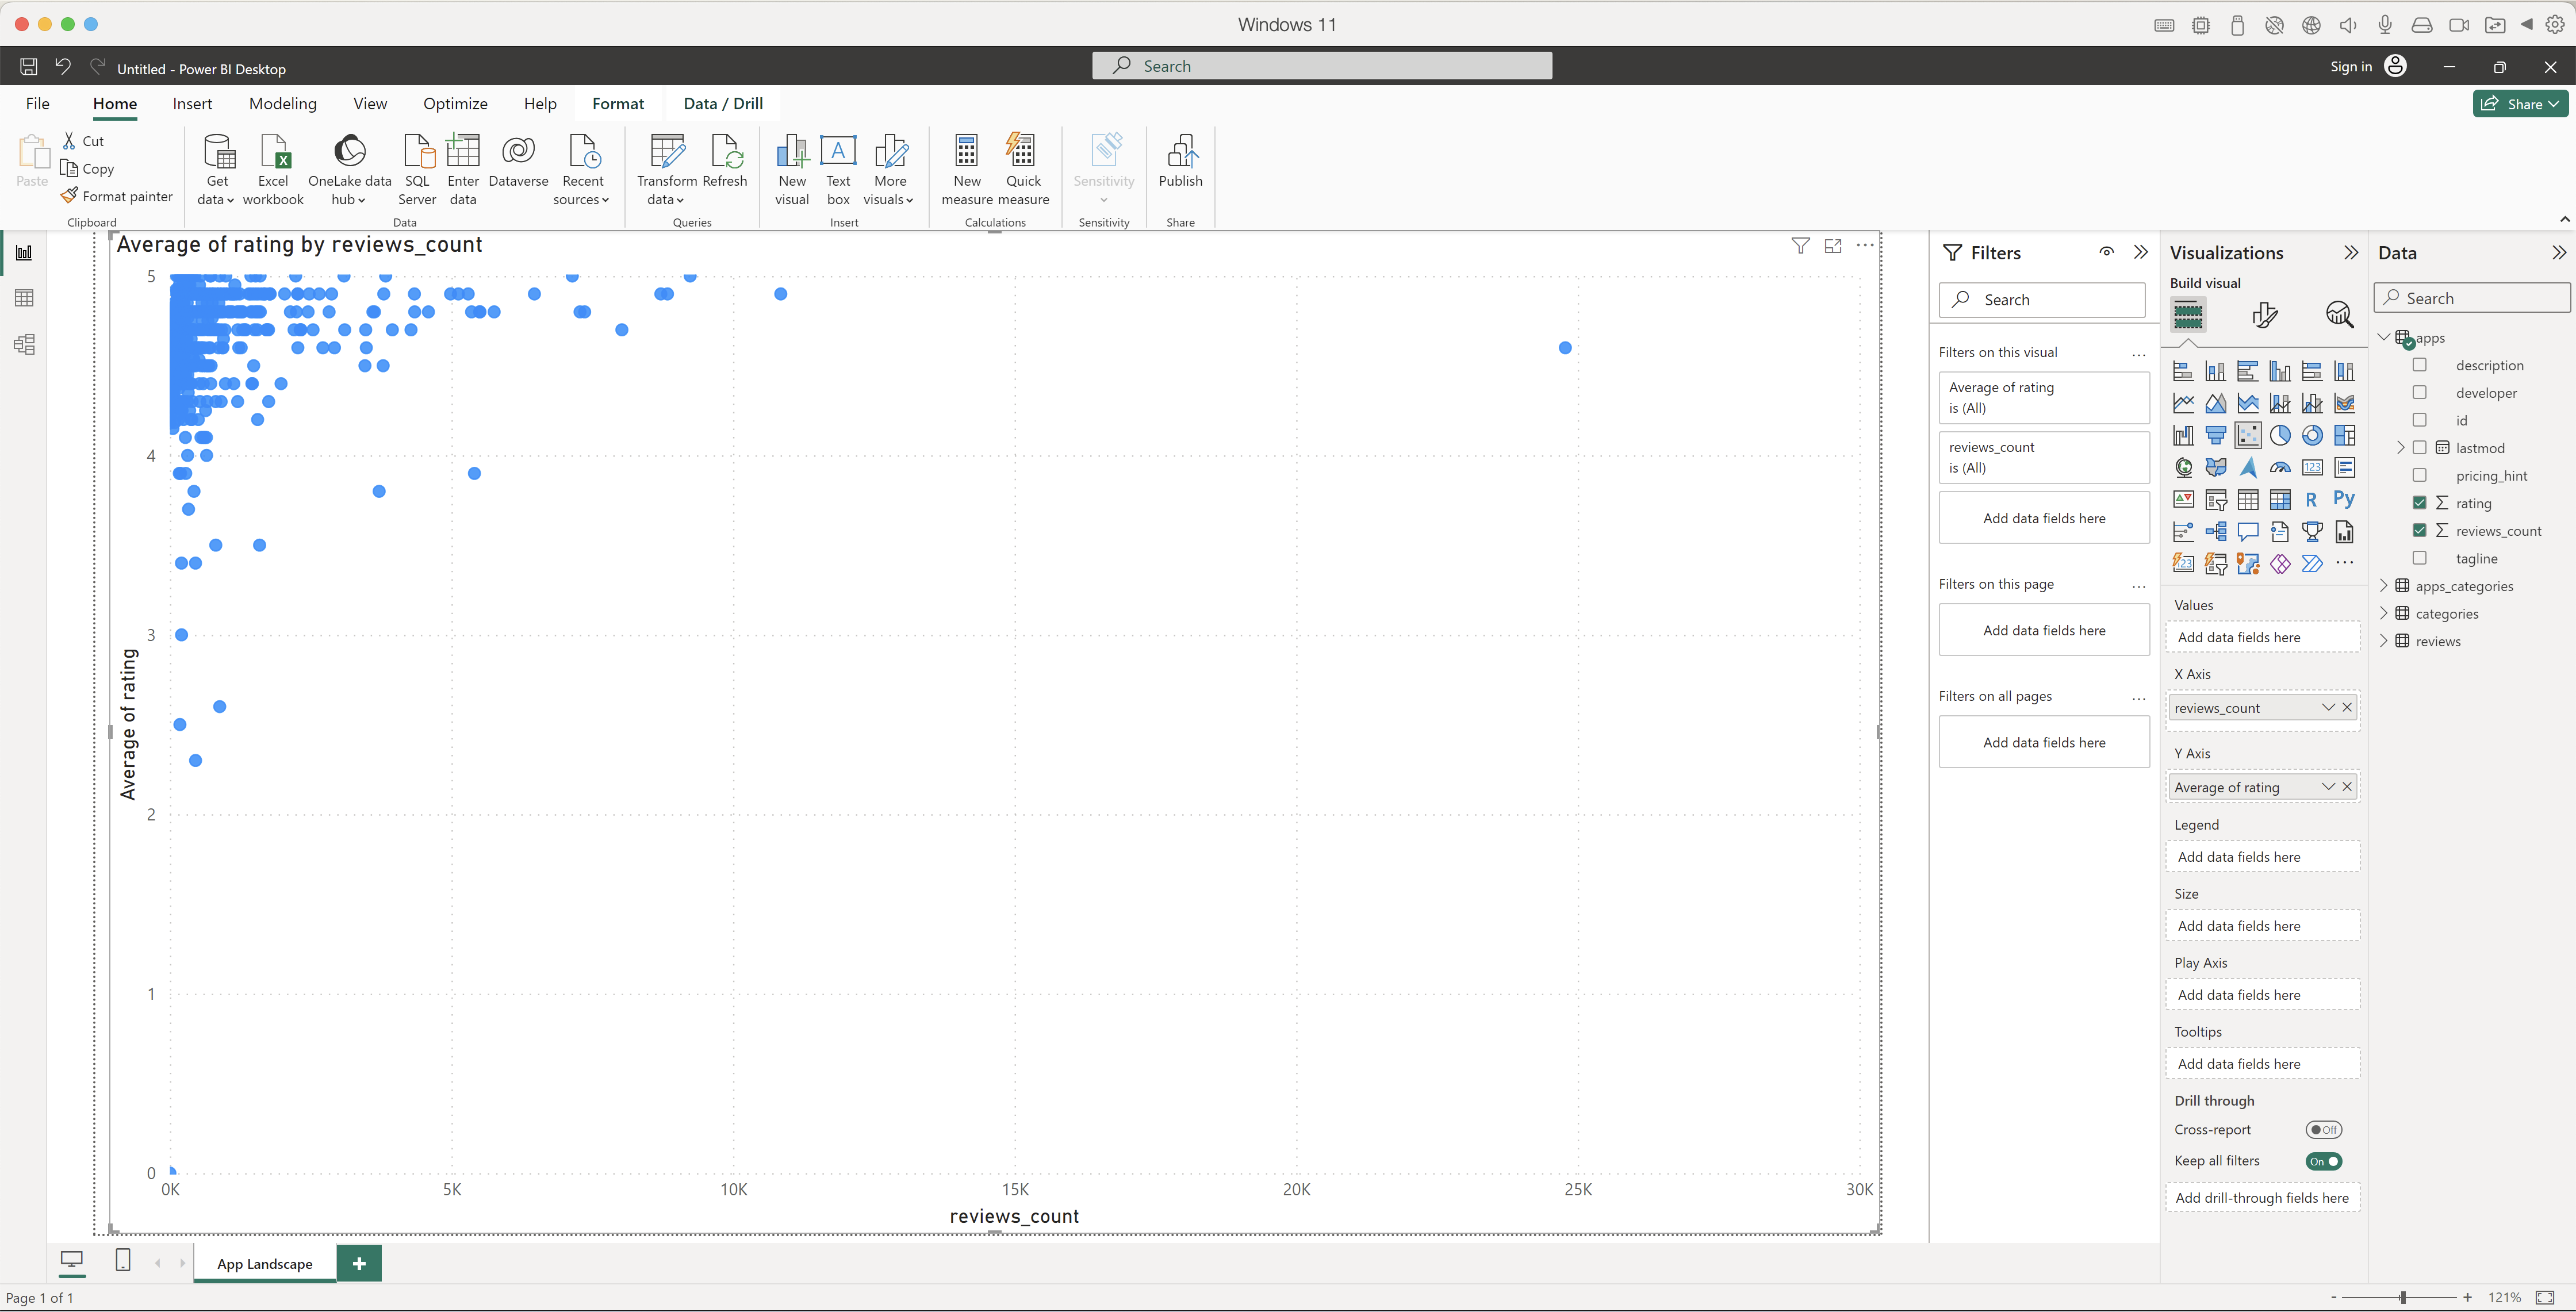 Windows 11
Untitled - Power BI Desktop
Search
Sign in
File
Home
Insert
Modeling
View
Optimize
Help
Format
Data / Drill
Share
Paste
Cut
Copy
Format painter
Clipboard
Get data
Excel workbook
OneLake data hub
SQL Server
Enter data
Dataverse
Recent sources
Data
Transform data
Refresh
Queries
New visual
Text box
More visuals
Insert
New measure
Quick measure
Calculations
Sensitivity
Sensitivity
Publish
Share
Average of rating by reviews_count
5
4
3
2
1
0
Average of rating
0K
5K
10K
15K
20K
25K
30K
reviews_count
Filters
Search
Filters on this visual
...
Average of rating
is (All)
reviews_count
is (All)
Add data fields here
Filters on this page
...
Add data fields here
Filters on all pages
...
Add data fields here
Visualizations
Build visual
123
R
Py
123
...
Values
Add data fields here
X Axis
reviews_count
Y Axis
Average of rating
Legend
Add data fields here
Size
Add data fields here
Play Axis
Add data fields here
Tooltips
Add data fields here
Drill through
Cross-report
Off
Keep all filters
On
Add drill-through fields here
Data
Search
apps
description
developer
id
lastmod
pricing_hint
rating
reviews_count
tagline
apps_categories
categories
reviews
App Landscape
+
Page 1 of 1
- + 121%